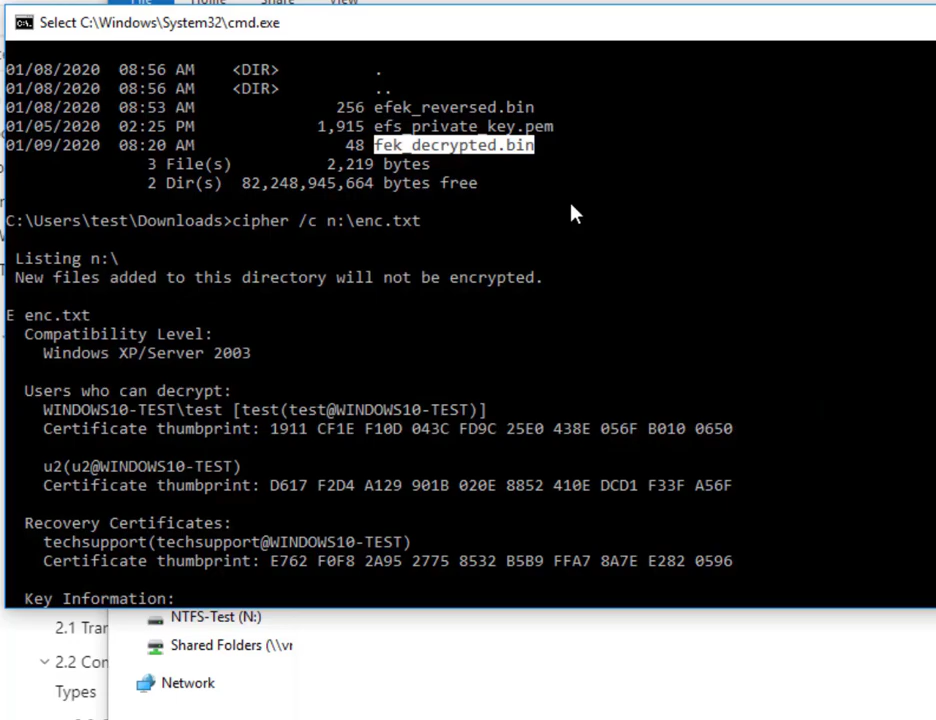 Select C:\Windows\System32\cmd.exe
01/08/2020 08:56 AM <DIR> .
01/08/2020 08:56 AM <DIR> ..
01/08/2020 08:53 AM 256 efek_reversed.bin
01/05/2020 02:25 PM 1,915 efs_private_key.pem
01/09/2020 08:20 AM 48 fek_decrypted.bin
3 File(s) 2,219 bytes
2 Dir(s) 82,248,945,664 bytes free
C:\Users\test\Downloads>cipher /c n:\enc.txt
Listing n:\
New files added to this directory will not be encrypted.
E enc.txt
Compatibility Level:
Windows XP/Server 2003
Users who can decrypt:
WINDOWS10-TEST\test [test(test@WINDOWS10-TEST)]
Certificate thumbprint: 1911 CF1E F10D 043C FD9C 25E0 438E 056F B010 0650
u2(u2@WINDOWS10-TEST)
Certificate thumbprint: D617 F2D4 A129 901B 020E 8852 410E DCD1 F33F A56F
Recovery Certificates:
techsupport(techsupport@WINDOWS10-TEST)
Certificate thumbprint: E762 F0F8 2A95 2775 8532 B5B9 FFA7 8A7E E282 0596
Key Information:
NTFS-Test (N:)
2.1 Tran
Shared Folders (\\vr
2.2 Con
Network
Types